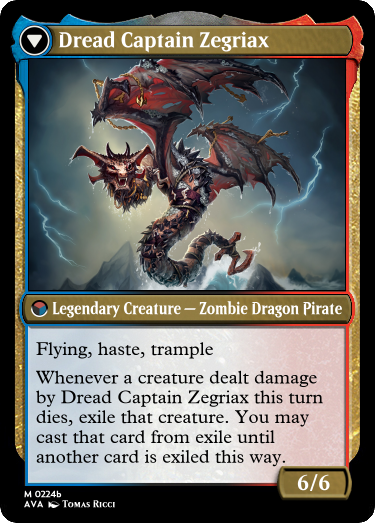 Dread Captain Zegriax
Legendary Creature — Zombie Dragon Pirate
Flying, haste, trample
Whenever a creature dealt damage
by Dread Captain Zegriax this turn
dies, exile that creature. You may
cast that card from exile until
another card is exiled this way.
6/6
M 0224b
AVA Tomas Ricci